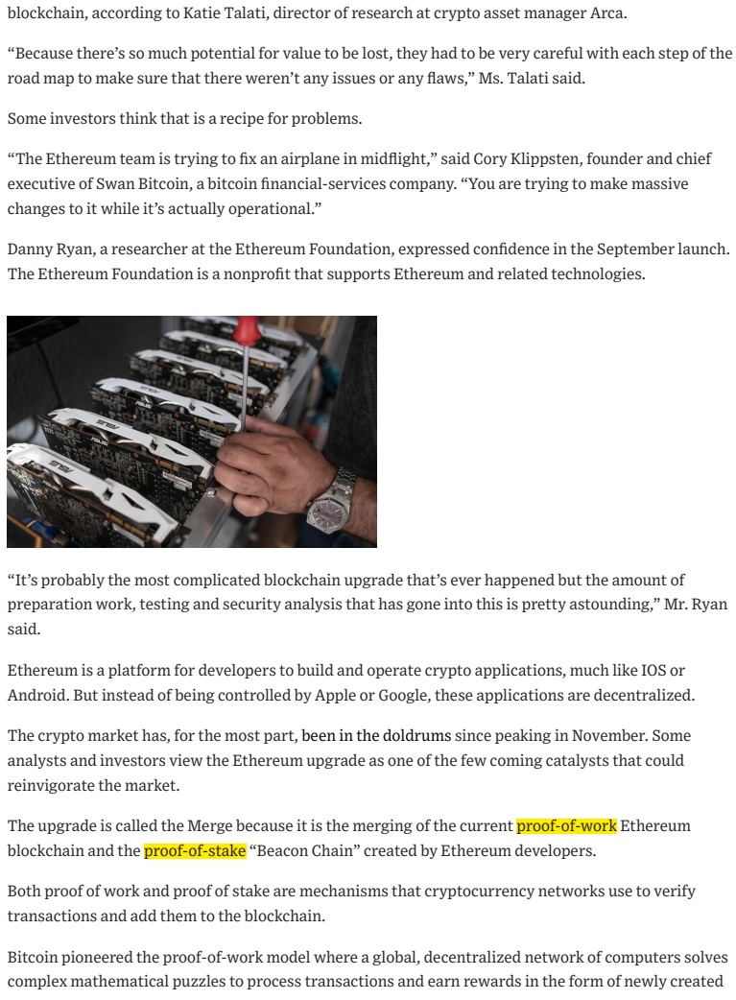 blockchain, according to Katie Talati, director of research at crypto asset manager Arca.
“Because there’s so much potential for value to be lost, they had to be very careful with each step of the
road map to make sure that there weren’t any issues or any flaws,” Ms. Talati said.
Some investors think that is a recipe for problems.
“The Ethereum team is trying to fix an airplane in midflight,” said Cory Klippsten, founder and chief
executive of Swan Bitcoin, a bitcoin financial-services company. “You are trying to make massive
changes to it while it’s actually operational.”
Danny Ryan, a researcher at the Ethereum Foundation, expressed confidence in the September launch.
The Ethereum Foundation is a nonprofit that supports Ethereum and related technologies.
ASUS
ASUS
ASUS
ASUS
“It’s probably the most complicated blockchain upgrade that’s ever happened but the amount of
preparation work, testing and security analysis that has gone into this is pretty astounding,” Mr. Ryan
said.
Ethereum is a platform for developers to build and operate crypto applications, much like IOS or
Android. But instead of being controlled by Apple or Google, these applications are decentralized.
The crypto market has, for the most part, been in the doldrums since peaking in November. Some
analysts and investors view the Ethereum upgrade as one of the few coming catalysts that could
reinvigorate the market.
The upgrade is called the Merge because it is the merging of the current proof-of-work Ethereum
blockchain and the proof-of-stake “Beacon Chain” created by Ethereum developers.
Both proof of work and proof of stake are mechanisms that cryptocurrency networks use to verify
transactions and add them to the blockchain.
Bitcoin pioneered the proof-of-work model where a global, decentralized network of computers solves
complex mathematical puzzles to process transactions and earn rewards in the form of newly created